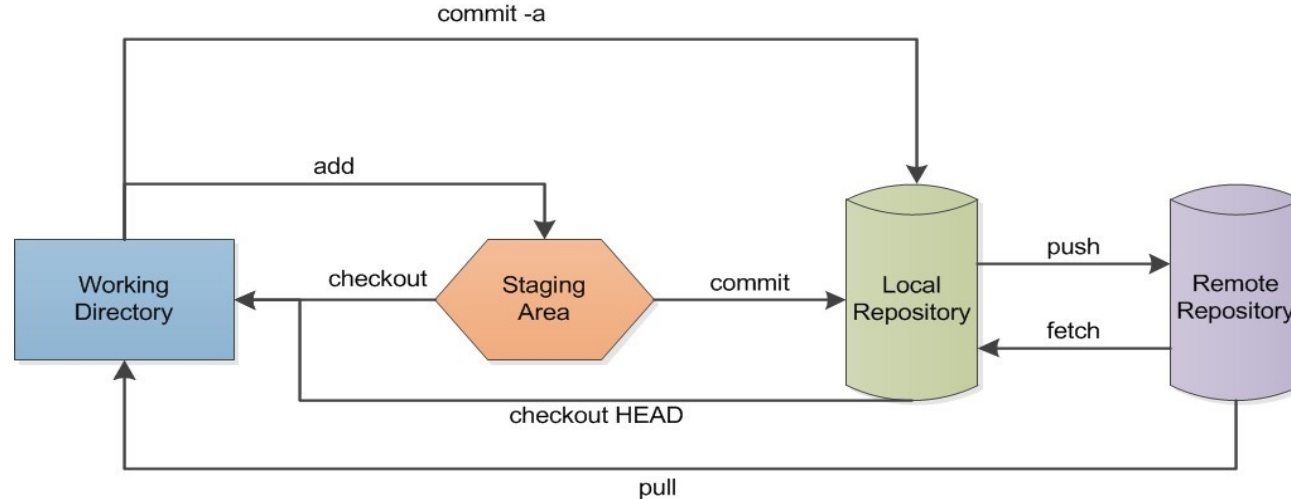 commit -a
add
Working
Directory
checkout
Staging
Area
commit
Local
Repository
push
fetch
Remote
Repository
checkout HEAD
pull